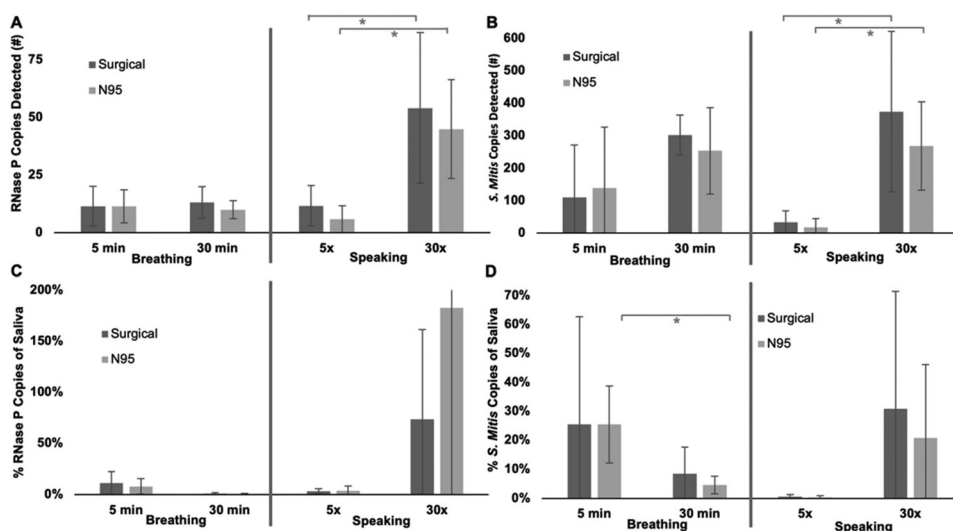 A
RNase P Copies Detected (#)
75
50
25
0
Surgical
N95
*
*
5 min
30 min
5x
30x
Breathing
Speaking
B
S. Mitis Copies Detected (#)
600
500
400
300
200
100
0
Surgical
N95
*
*
5 min
30 min
5x
30x
Breathing
Speaking
C
% RNase P Copies of Saliva
200%
150%
100%
50%
0%
Surgical
N95
5 min
30 min
5x
30x
Breathing
Speaking
D
% S. Mitis Copies of Saliva
70%
60%
50%
40%
30%
20%
10%
0%
*
Surgical
N95
5 min
30 min
5x
30x
Breathing
Speaking